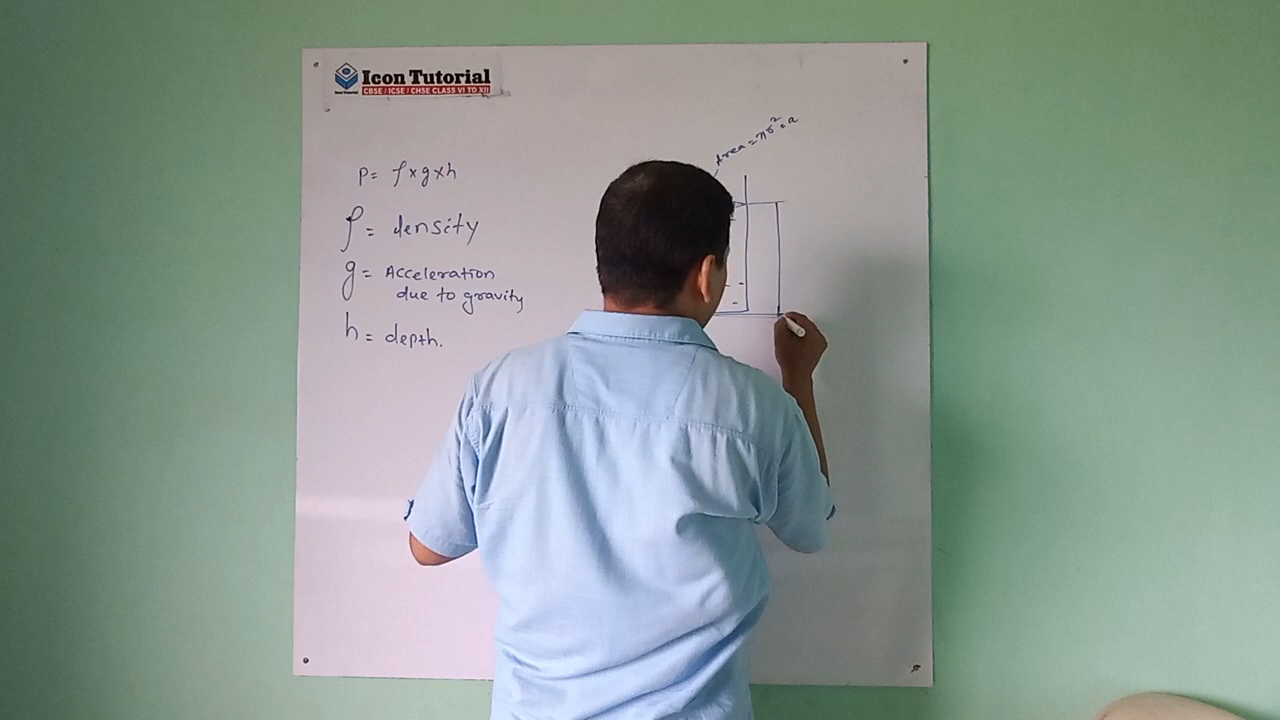 Icon Tutorial
CBSE / ICSE / CHSE CLASS VI TO XII
Area = πr² = a
P = ρ × g × h
ρ = density
g = Acceleration
due to gravity
h = depth.